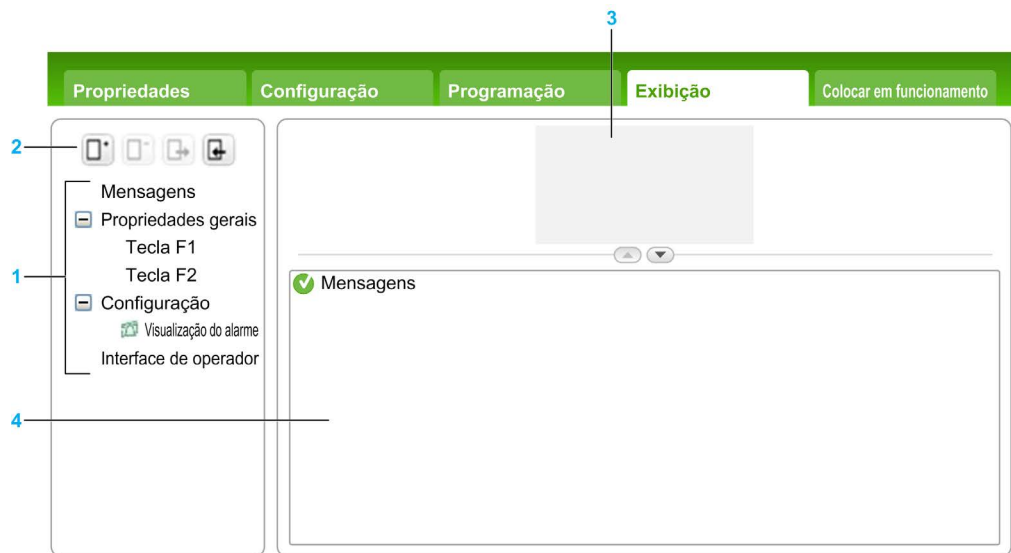 3
Propriedades Configuração Programação Exibição Colocar em funcionamento
2
Mensagens
Propriedades gerais
Tecla F1
Tecla F2
1
Configuração
Visualização do alarme
Interface de operador
Mensagens
4